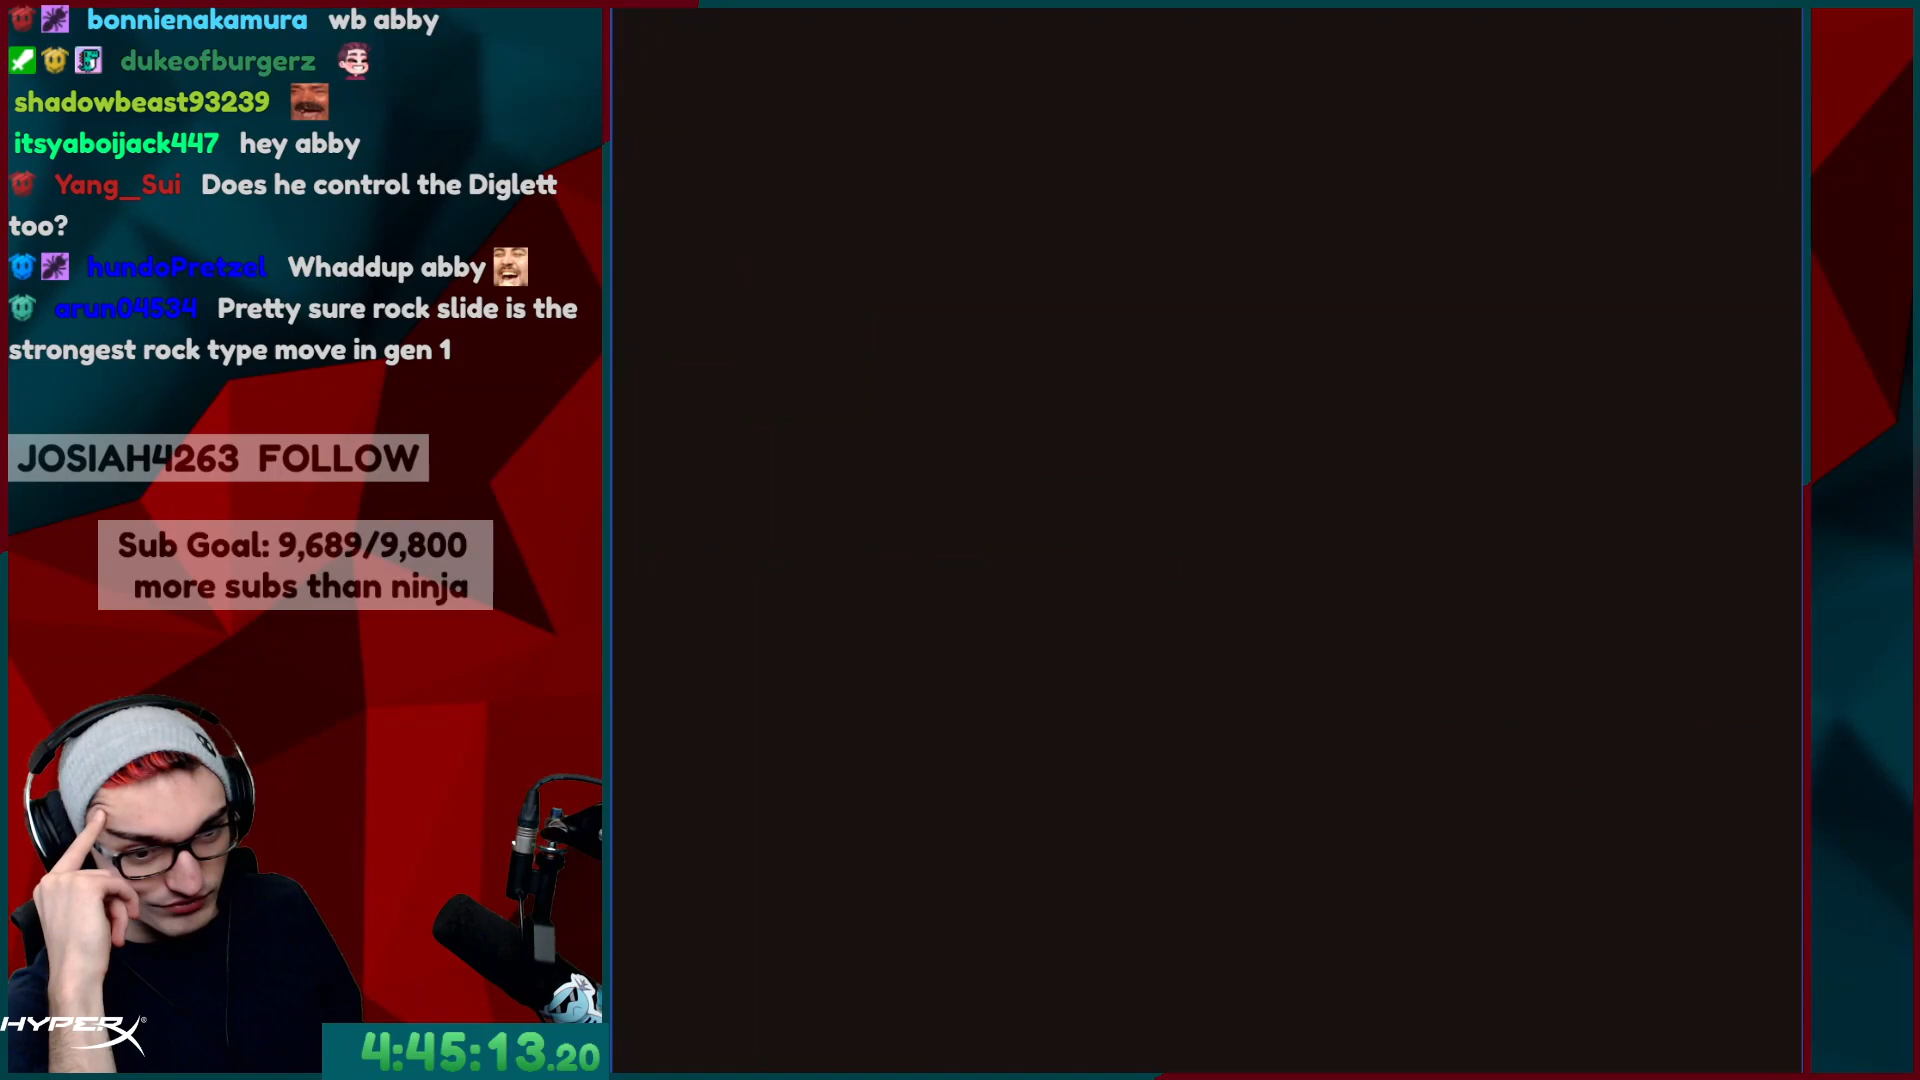 bonnienakamura wb abby
dukeofburgerz
shadowbeast93239
itsyaboijack447 hey abby
Yang_Sui Does he control the Diglett
too?
hundoPretzel Whaddup abby
arun04534 Pretty sure rock slide is the
strongest rock type move in gen 1
JOSIAH4263 FOLLOW
Sub Goal: 9,689/9,800
more subs than ninja
HYPERX®
4:45:13.20